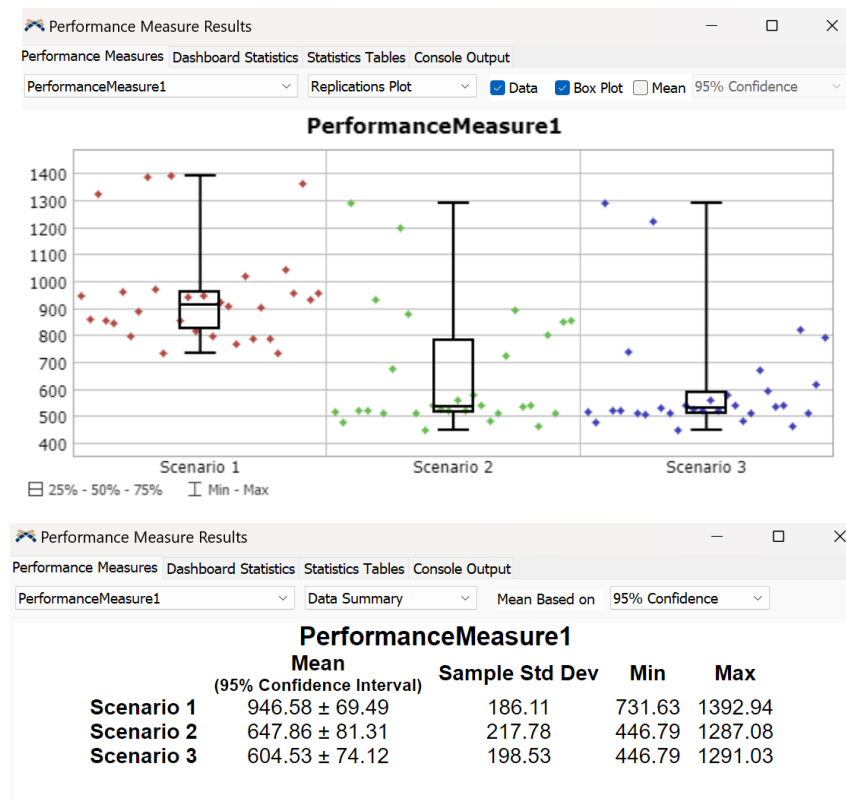 Performance Measure Results
Performance Measures Dashboard Statistics Statistics Tables Console Output
PerformanceMeasure1 Replications Plot Data Box Plot Mean 95% Confidence
PerformanceMeasure1
1400
1300
1200
1100
1000
900
800
700
600
500
400
Scenario 1 Scenario 2 Scenario 3
25% - 50% - 75% Min - Max
Performance Measure Results
Performance Measures Dashboard Statistics Statistics Tables Console Output
PerformanceMeasure1 Data Summary Mean Based on 95% Confidence
PerformanceMeasure1
Mean
(95% Confidence Interval) Sample Std Dev Min Max
Scenario 1 946.58 ± 69.49 186.11 731.63 1392.94
Scenario 2 647.86 ± 81.31 217.78 446.79 1287.08
Scenario 3 604.53 ± 74.12 198.53 446.79 1291.03